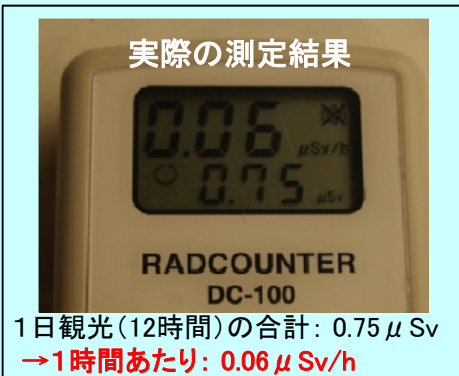 実際の測定結果
0.06 μSv/h
0.75 μSv
RADCOUNTER
DC-100
1日観光(12時間)の合計: 0.75μSv
→1時間あたり: 0.06μSv/h